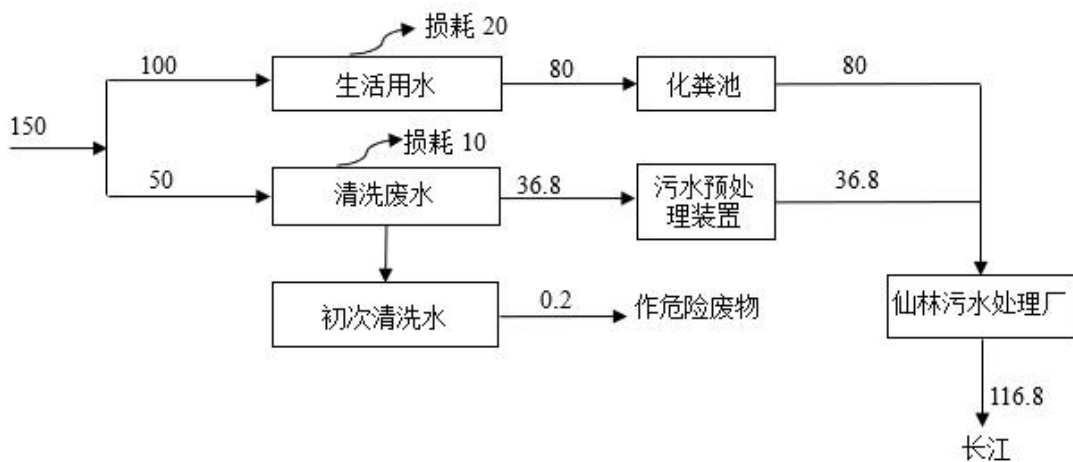 损耗 20
100
生活用水
80
化粪池
80
150
损耗 10
50
清洗废水
36.8
污水预处
理装置
36.8
初次清洗水
0.2
作危险废物
仙林污水处理厂
116.8
长江